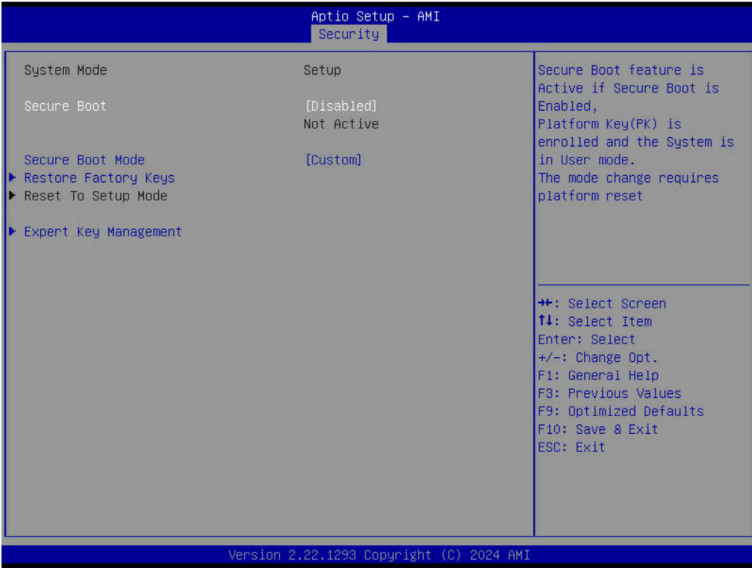 Aptio Setup - AMI
Security
System Mode Setup
Secure Boot [Disabled]
Not Active
Secure Boot Mode [Custom]
Restore Factory Keys
Reset To Setup Mode
Expert Key Management
Secure Boot feature is
Active if Secure Boot is
Enabled,
Platform Key(PK) is
enrolled and the System is
in User mode.
The mode change requires
platform reset
→←: Select Screen
↑↓: Select Item
Enter: Select
+/-: Change Opt.
F1: General Help
F3: Previous Values
F9: Optimized Defaults
F10: Save & Exit
ESC: Exit
Version 2.22.1293 Copyright (C) 2024 AMI